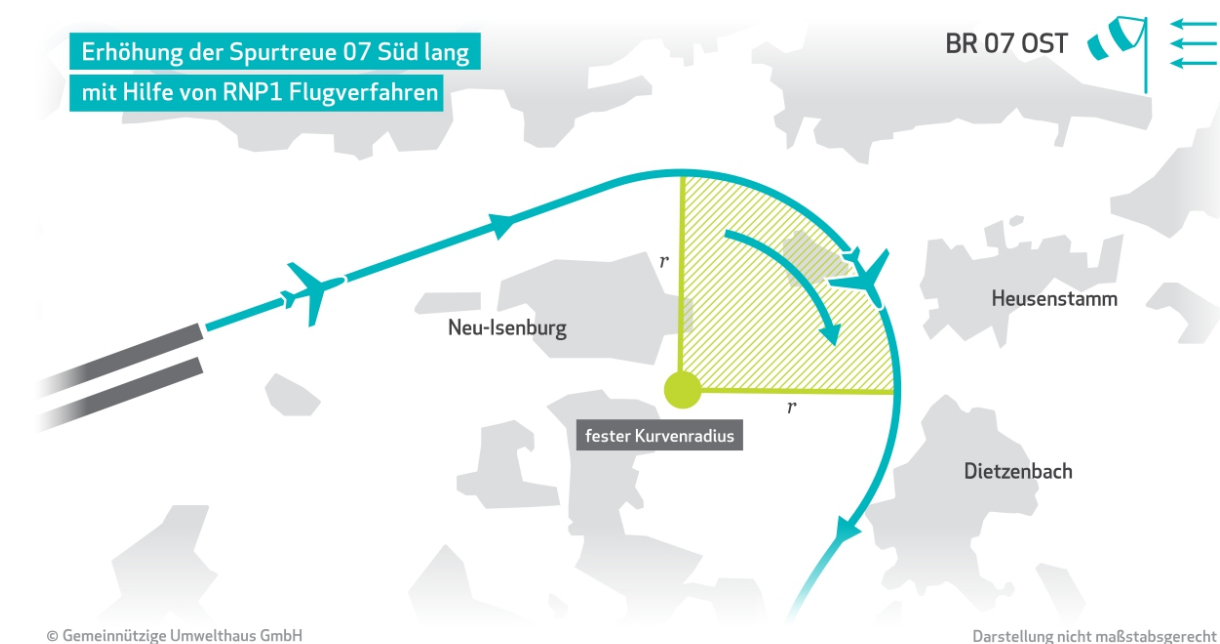 Erhöhung der Spurtreue 07 Süd lang
mit Hilfe von RNP1 Flugverfahren
BR 07 OST
r
Neu-Isenburg
Heusenstamm
r
fester Kurvenradius
Dietzenbach
© Gemeinnützige Umwelthaus GmbH
Darstellung nicht maßstabsgerecht